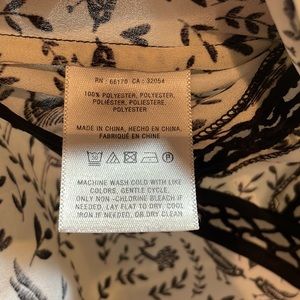 RN : 66170 CA : 32054
100% POLYESTER,
POLYESTER, POLYESTER,
POLIÉSTER, POLIESTERE,
POLYESTER
MADE IN CHINA, HECHO EN CHINA,
FABRIQUÉ EN CHINE
MACHINE WASH COLD WITH LIKE
COLORS, GENTLE CYCLE,
ONLY NON -CHLORINE BLEACH IF
NEEDED, LAY FLAT TO DRY, COOL
IRON IF NEEDED, OR DRY CLEAN